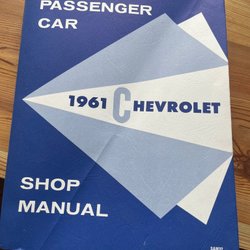 PASSENGER
CAR
1961 CHEVROLET
SHOP
MANUAL